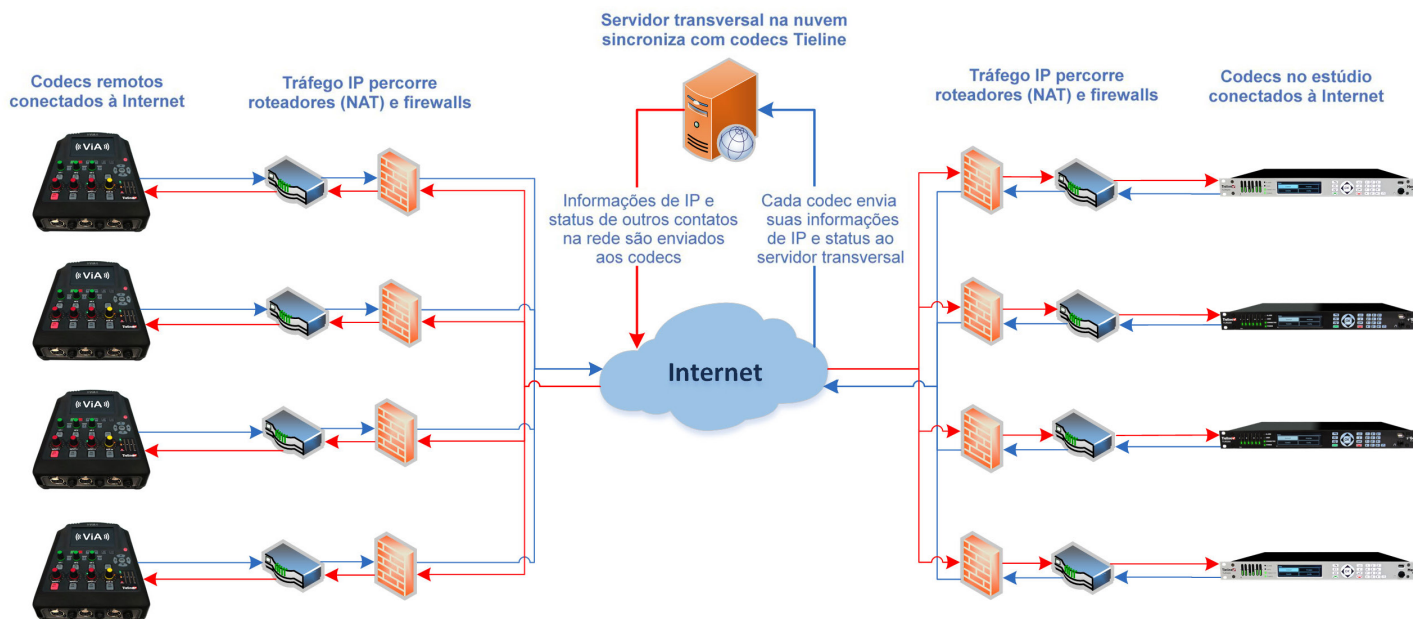 Servidor transversal na nuvem
sincroniza com codecs Tieline
Codecs remotos
conectados à Internet
Tráfego IP percorre
roteadores (NAT) e firewalls
Tráfego IP percorre
roteadores (NAT) e firewalls
Codecs no estúdio
conectados à Internet
Informações de IP e
status de outros contatos
na rede são enviados
aos codecs
Cada codec envia
suas informações
de IP e status ao
servidor transversal
Internet
ViA
ViA
ViA
ViA